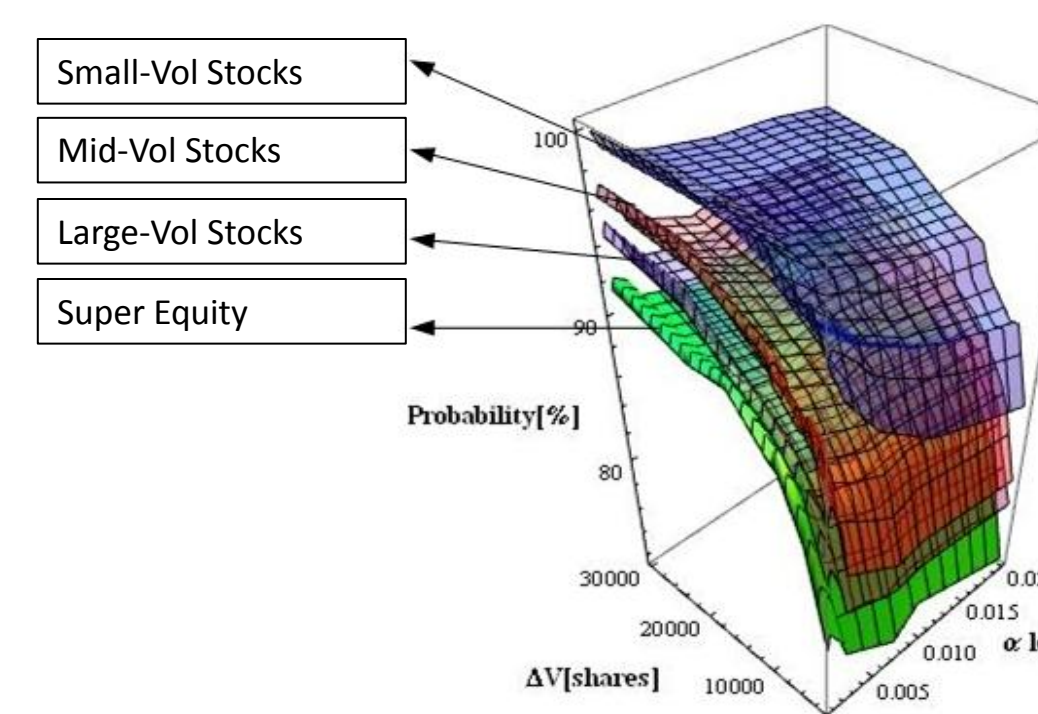 Small-Vol Stocks
Mid-Vol Stocks
Large-Vol Stocks
Super Equity
100
90
Probability[%]
80
30000
20000
10000
ΔV[shares]
0.015
0.010
0.005
α